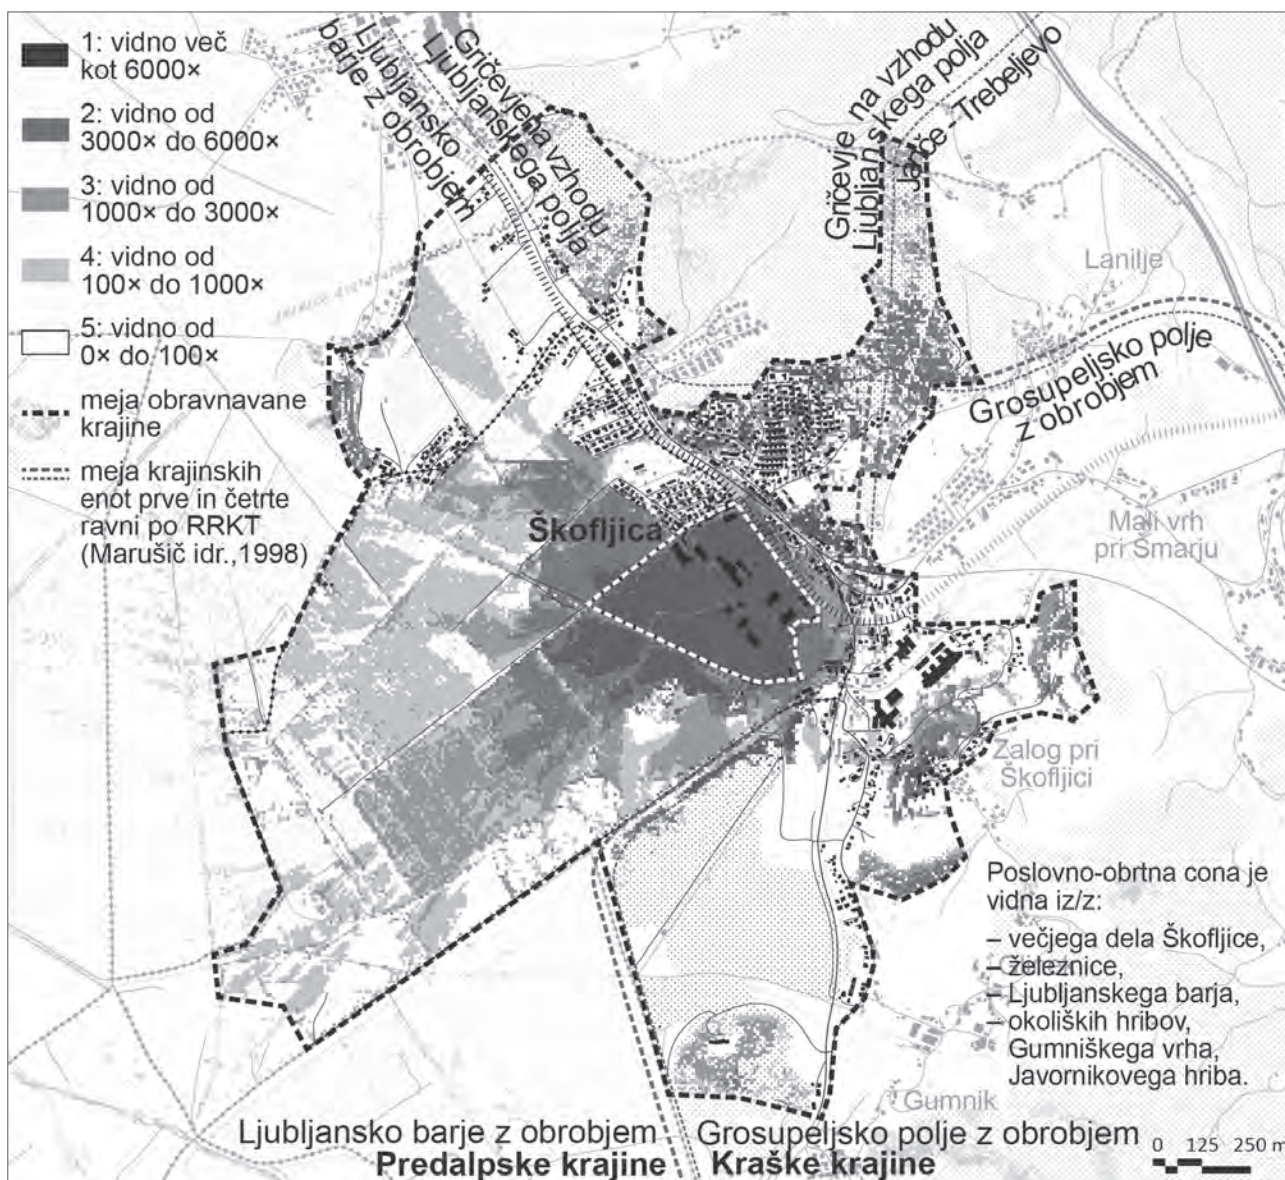 1: vidno več
kot 6000×
2: vidno od
3000× do 6000×
3: vidno od
1000× do 3000×
4: vidno od
100× do 1000×
5: vidno od
0× do 100×
meja obravnavane
krajine
meja krajinskih
enot prve in četrte
ravni po RRKT
(Marušič idr.,1998)
Ljubljansko
barje z obrobjem
Gričevje na vzhodu
Ljubljanskega polja
Gričevje na vzhodu
Ljubljanskega polja
Janče - Trebeljevo
Lanilje
Grosupeljsko polje
z obrobjem
Mali vrh
pri Šmarju
Škofljica
Zalog pri
Škofljici
Poslovno-obrtna cona je
vidna iz/z:
– večjega dela Škofljice,
– železnice,
– Ljubljanskega barja,
– okoliških hribov,
Gumniškega vrha,
Javornikovega hriba.
Gumnik
Ljubljansko barje z obrobjem
Predalpske krajine
Grosupeljsko polje z obrobjem
Kraške krajine
0 125 250 m